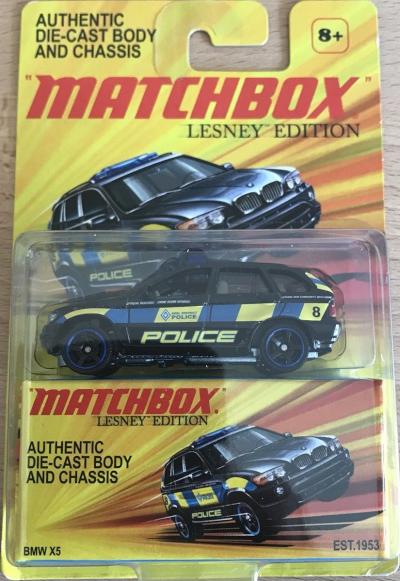 AUTHENTIC
DIE-CAST BODY
AND CHASSIS
8+
"MATCHBOX"
LESNEY™ EDITION
POLICE
POLICE
POLICE
8
"MATCHBOX"
LESNEY EDITION
AUTHENTIC
DIE-CAST BODY
AND CHASSIS
POLICE
BMW X5
EST.1953